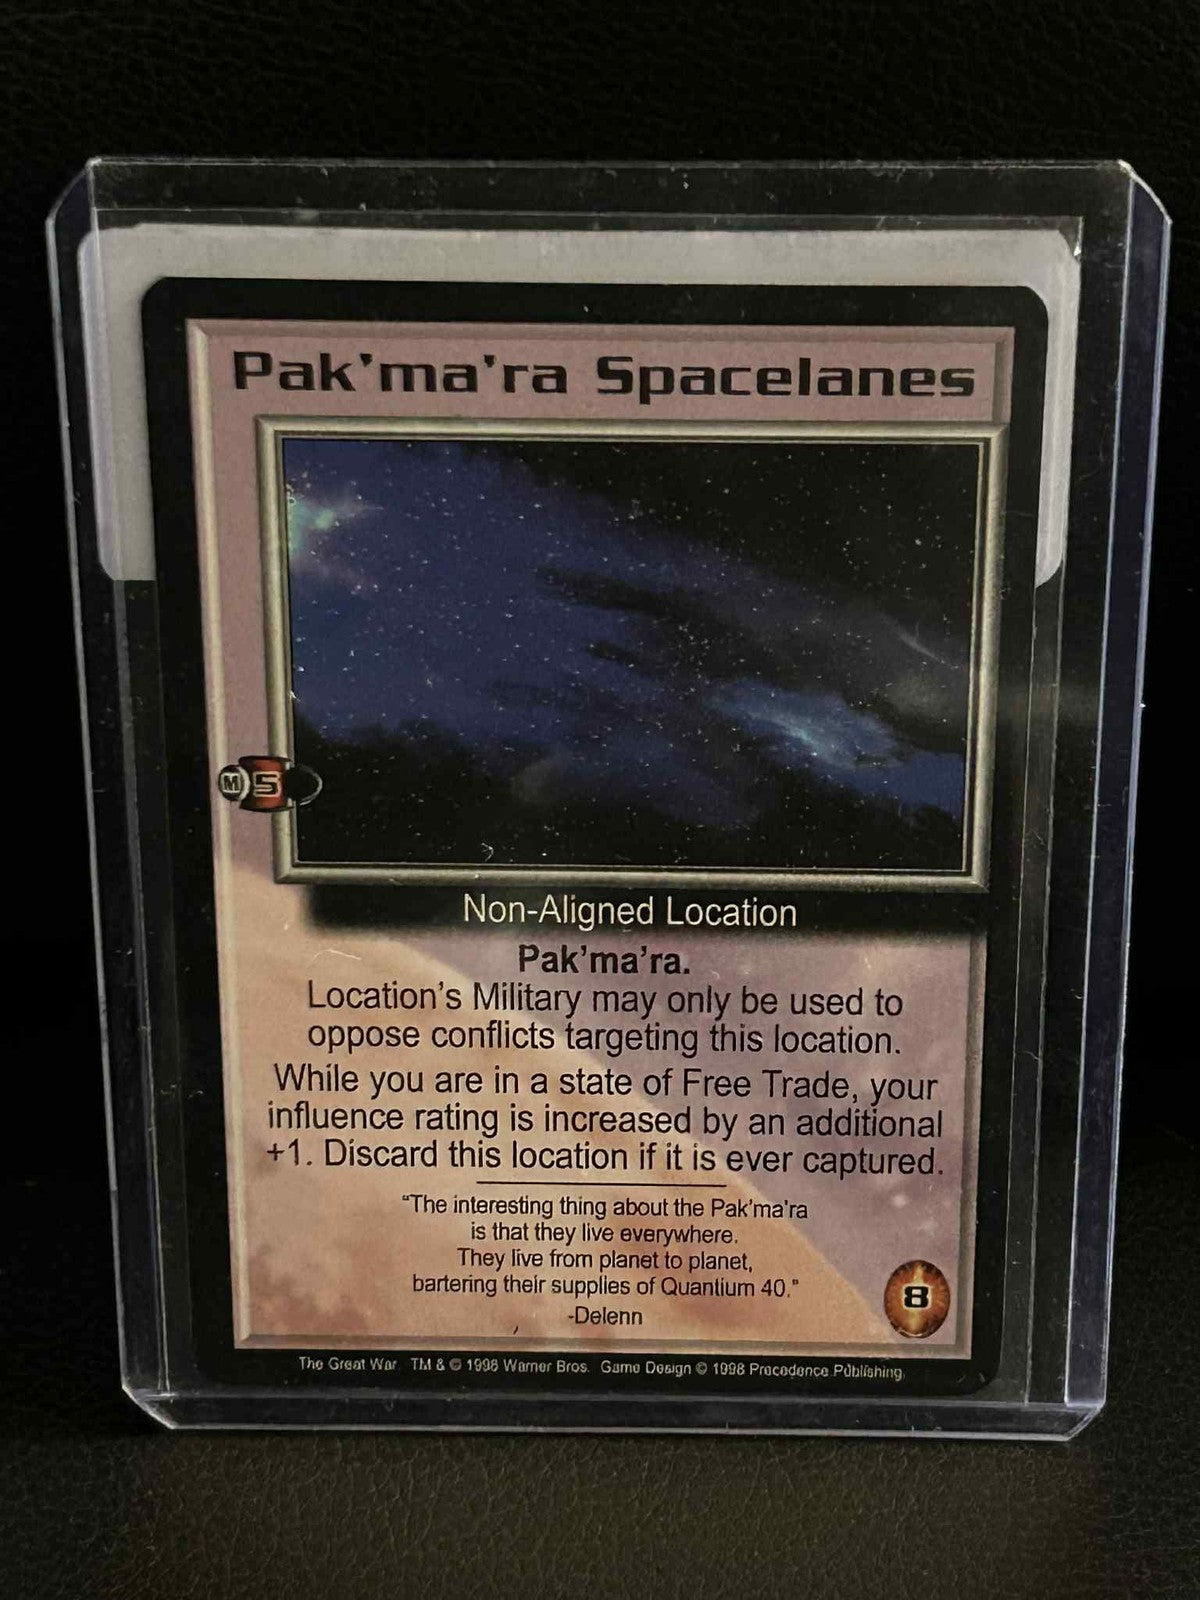 Pak'ma'ra Spacelanes
M 5
Non-Aligned Location
Pak'ma'ra.
Location's Military may only be used to
oppose conflicts targeting this location.
While you are in a state of Free Trade, your
influence rating is increased by an additional
+1. Discard this location if it is ever captured.
"The interesting thing about the Pak'ma'ra
is that they live everywhere.
They live from planet to planet,
bartering their supplies of Quantium 40."
-Delenn
8
The Great War TM & © 1998 Warner Bros. Game Design © 1998 Precedence Publishing.